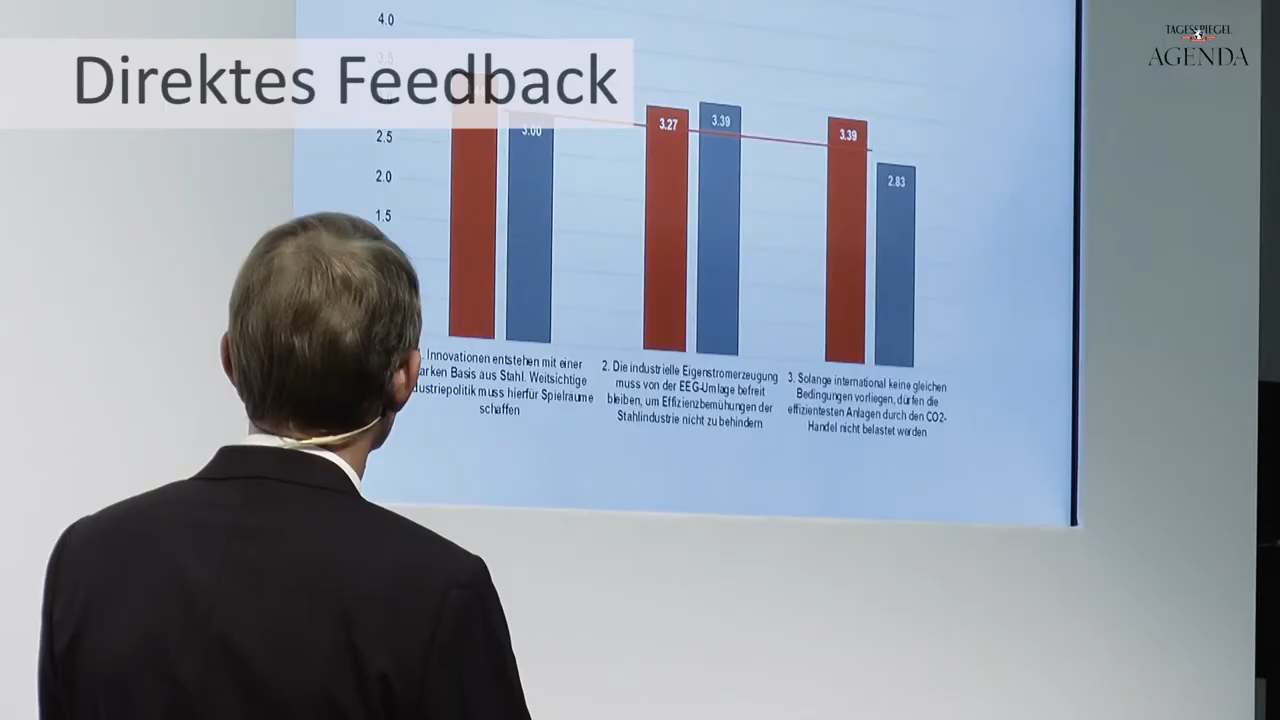 4.0
TAGESSPIEGEL
AGENDA
3.5
Direktes Feedback
2.5
2.0
1.5
3.00
3.27
3.39
3.39
2.83
Innovationen entstehen mit einer
Basis aus Stahl. Weitsichtige
muss hierfür Spielräume
schaffen
2. Die industrielle Eigenstromerzeugung
muss von der EEG-Umlage befreit
bleiben, um Effizienzbemühungen der
Stahlindustrie nicht zu behindern
3. Solange international keine gleichen
Bedingungen vorliegen, dürfen die
effizientesten Anlagen durch den CO2-
Handel nicht belastet werden